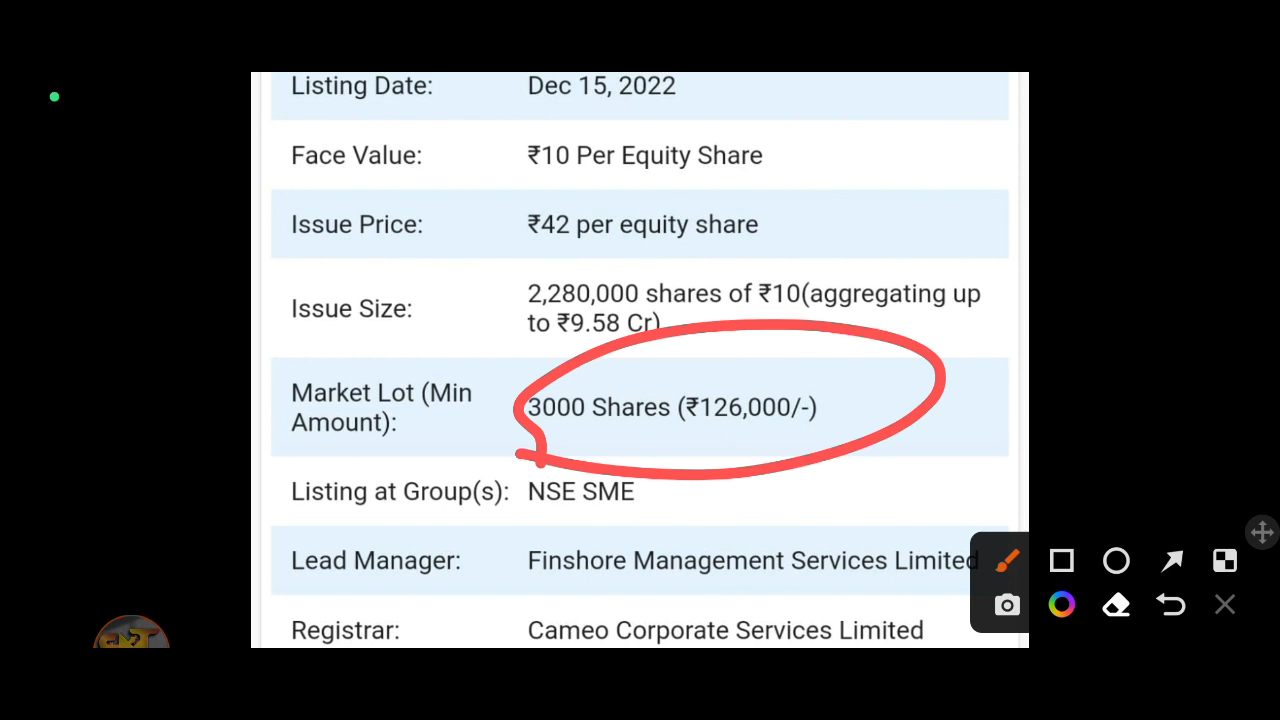 Listing Date: Dec 15, 2022
Face Value: ₹10 Per Equity Share
Issue Price: ₹42 per equity share
Issue Size: 2,280,000 shares of ₹10(aggregating up
to ₹9.58 Cr)
Market Lot (Min
Amount): 3000 Shares (₹126,000/-)
Listing at Group(s): NSE SME
Lead Manager: Finshore Management Services Limited
Registrar: Cameo Corporate Services Limited